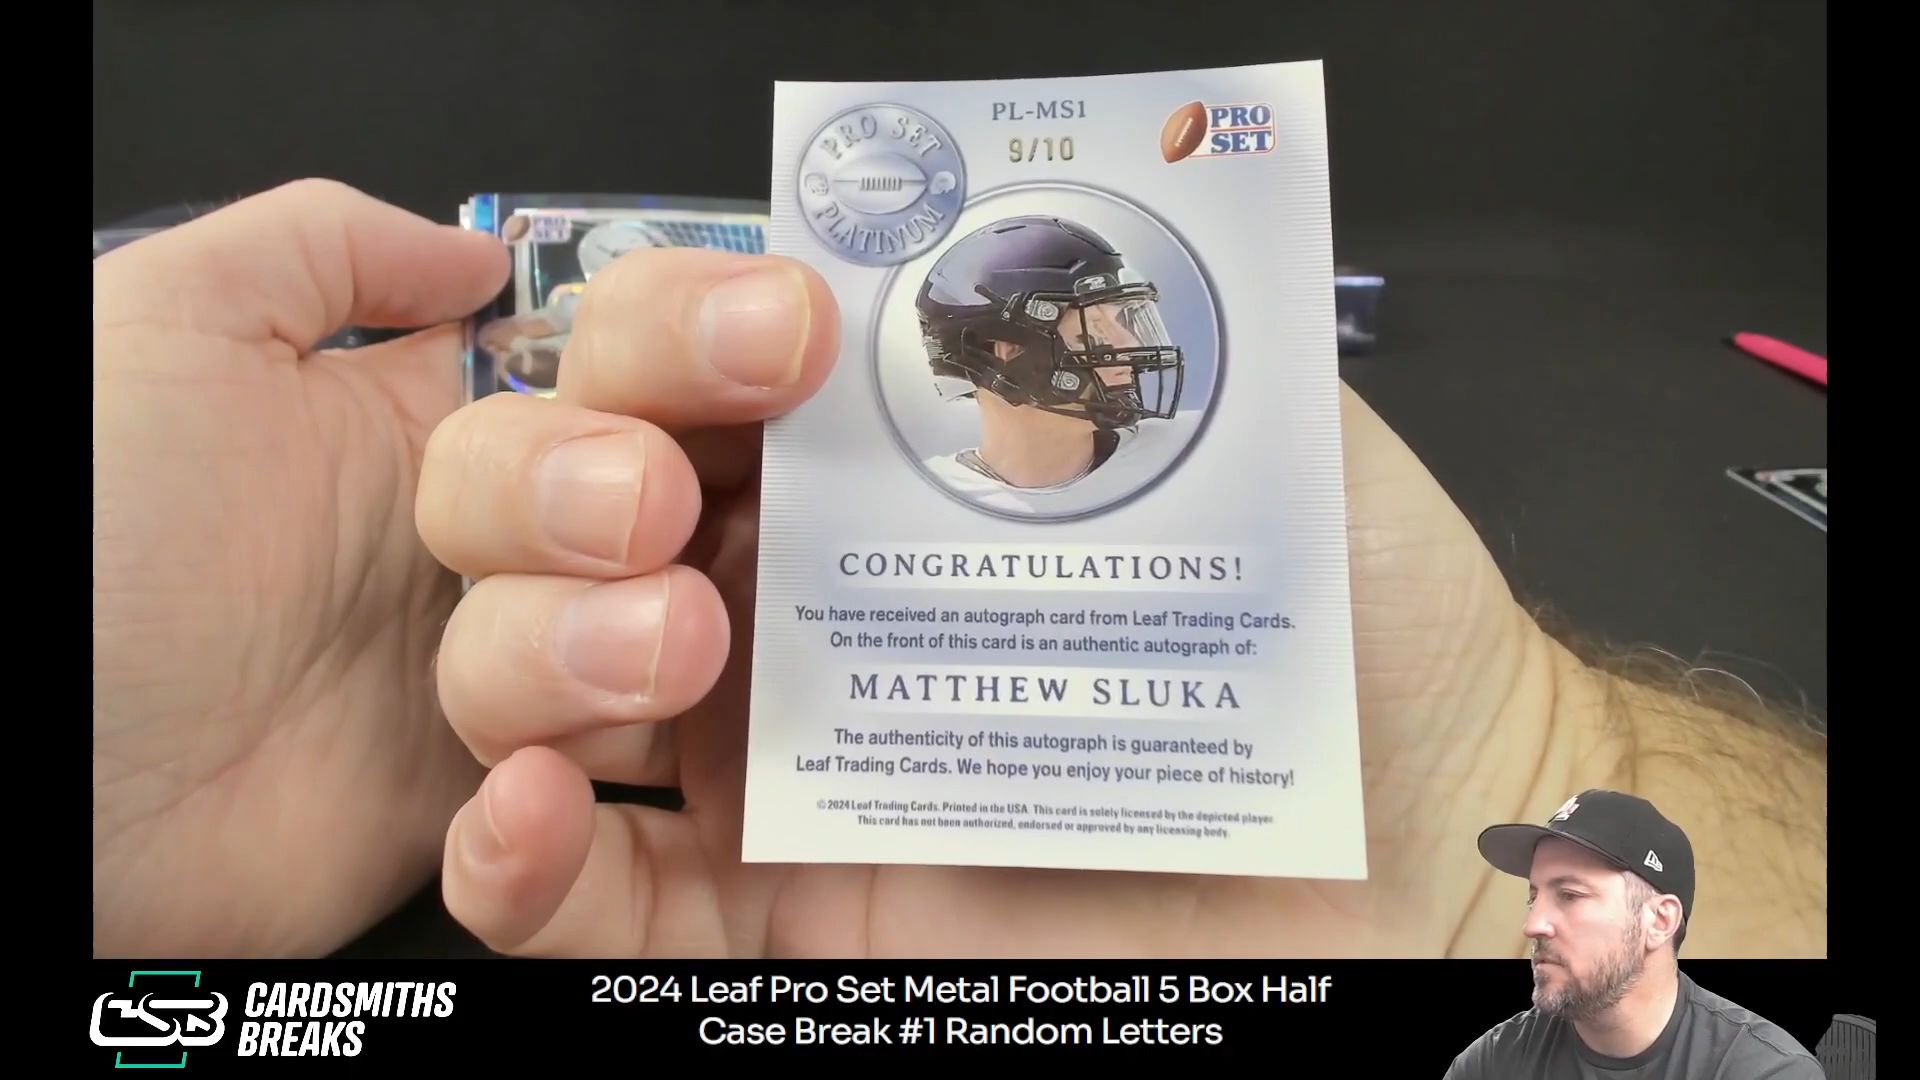 PL-MS1
9/10
PRO SET
PLATINUM
PRO
SET
PRO
SET
CONGRATULATIONS!
You have received an autograph card from Leaf Trading Cards.
On the front of this card is an authentic autograph of:
MATTHEW SLUKA
The authenticity of this autograph is guaranteed by
Leaf Trading Cards. We hope you enjoy your piece of history!
© 2024 Leaf Trading Cards. Printed in the USA. This card is solely licensed by the depicted player.
This card has not been authorized, endorsed or approved by any licensing body.
CSB
CARDSMITHS
BREAKS
2024 Leaf Pro Set Metal Football 5 Box Half
Case Break #1 Random Letters